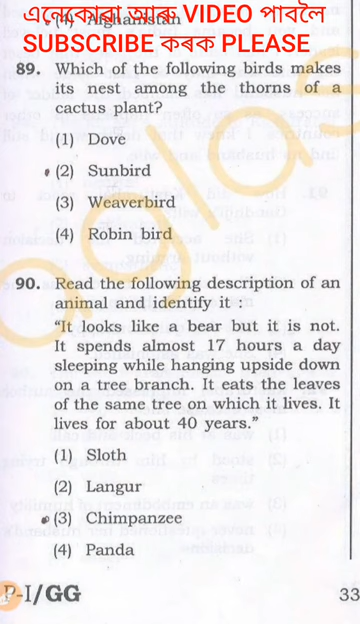 (4) Afghanistan
এনেকোৱা আৰু VIDEO পাবলৈ
SUBSCRIBE কৰক PLEASE
89. Which of the following birds makes
its nest among the thorns of a
cactus plant?
(1) Dove
(2) Sunbird
(3) Weaverbird
(4) Robin bird
90. Read the following description of an
animal and identify it :
“It looks like a bear but it is not.
It spends almost 17 hours a day
sleeping while hanging upside down
on a tree branch. It eats the leaves
of the same tree on which it lives. It
lives for about 40 years.”
(1) Sloth
(2) Langur
(3) Chimpanzee
(4) Panda
P-I/GG 33